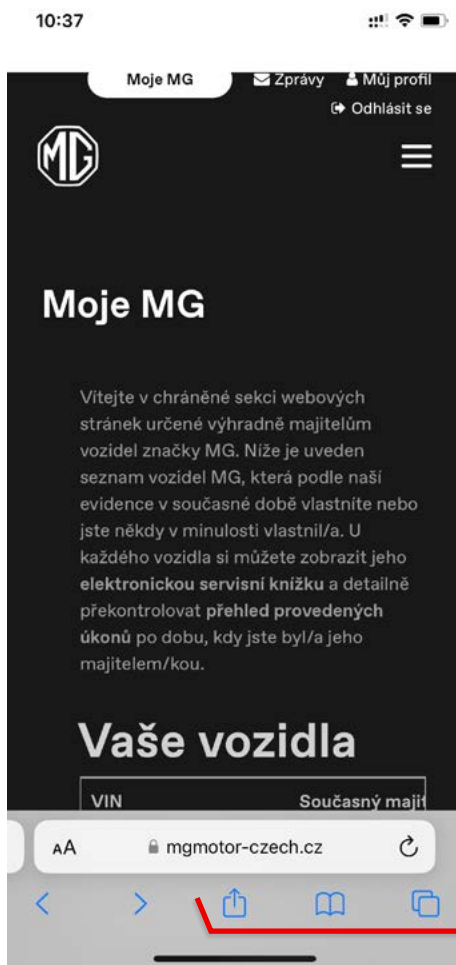 10:37
Moje MG
Zprávy
Můj profil
Odhlásit se
MG
Moje MG
Vítejte v chráněné sekci webových
stránek určené výhradně majitelům
vozidel značky MG. Níže je uveden
seznam vozidel MG, která podle naší
evidence v současné době vlastníte nebo
jste někdy v minulosti vlastnil/a. U
každého vozidla si můžete zobrazit jeho
elektronickou servisní knížku a detailně
překontrolovat přehled provedených
úkonů po dobu, kdy jste byl/a jeho
majitelem/kou.
Vaše vozidla
VIN
Současný majit
AA
mgmotor-czech.cz